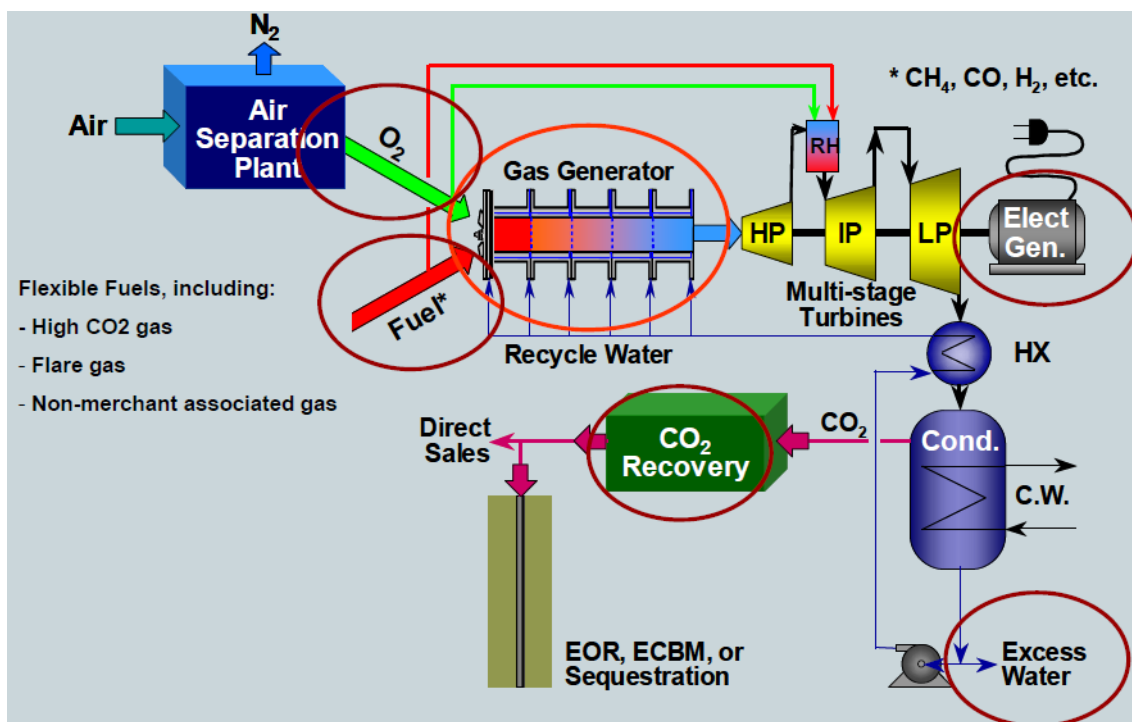 N₂
* CH₄, CO, H₂, etc.
Air
Air
Separation
Plant
O₂
RH
Gas Generator
HP
IP
LP
Elect
Gen.
Flexible Fuels, including:
- High CO2 gas
- Flare gas
- Non-merchant associated gas
Fuel*
Multi-stage
Turbines
Recycle Water
HX
Direct
Sales
CO₂
Recovery
CO₂
Cond.
C.W.
EOR, ECBM, or
Sequestration
Excess
Water